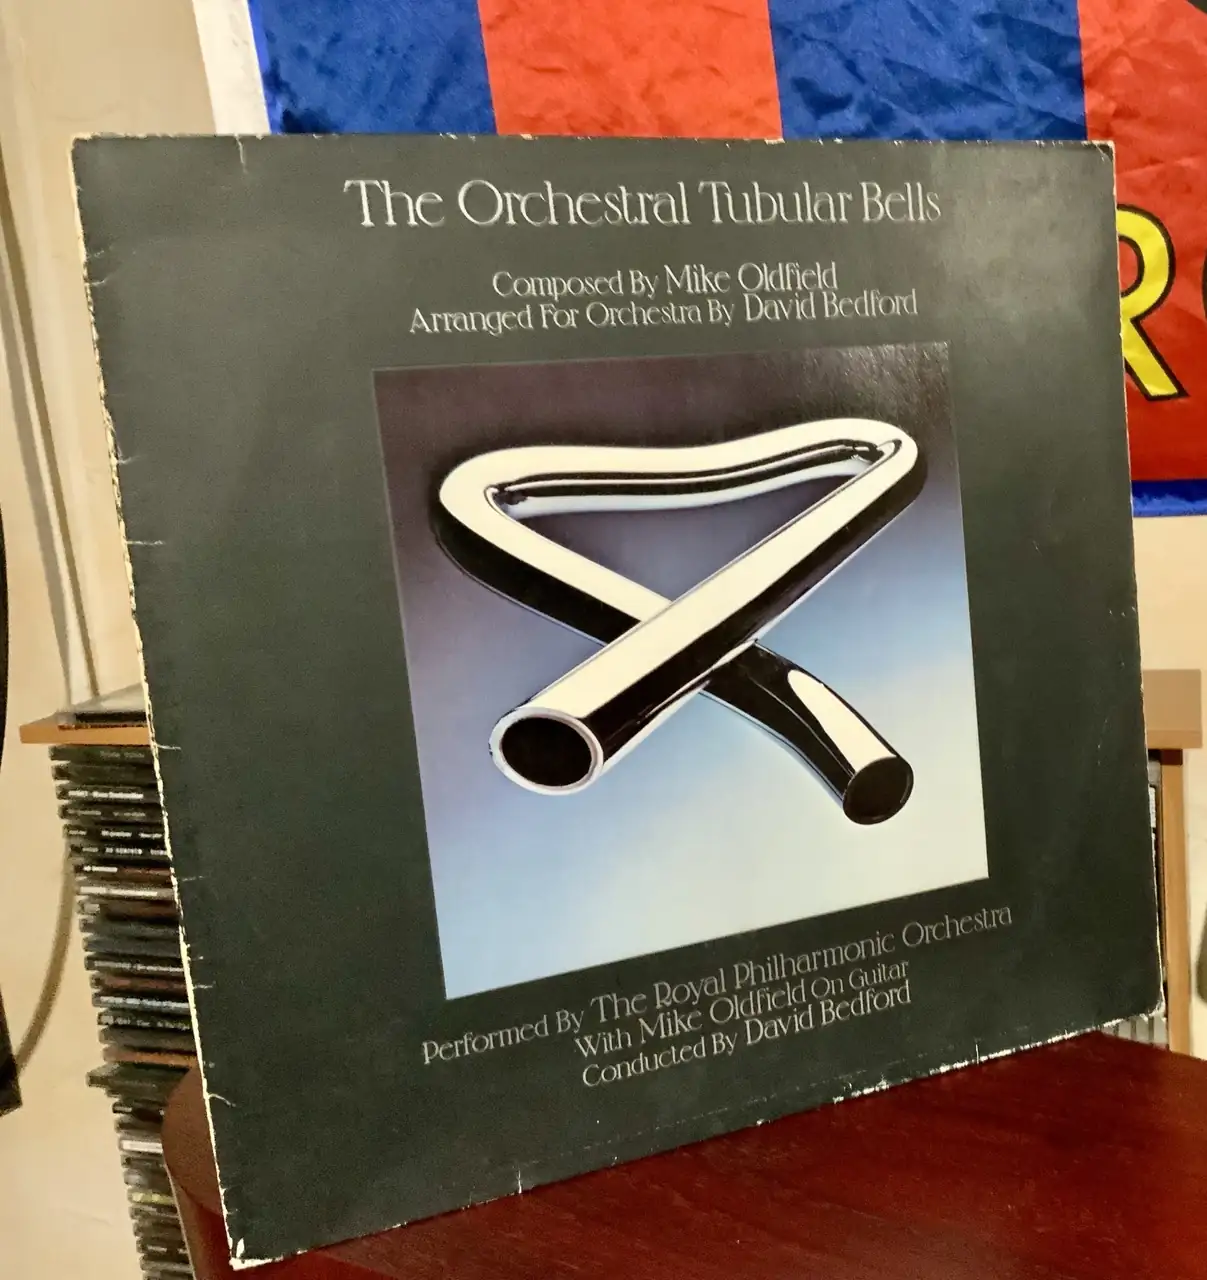 The Orchestral Tubular Bells
Composed By Mike Oldfield
Arranged For Orchestra By David Bedford
R
Performed By The Royal Philharmonic Orchestra
With Mike Oldfield On Guitar
Conducted By David Bedford